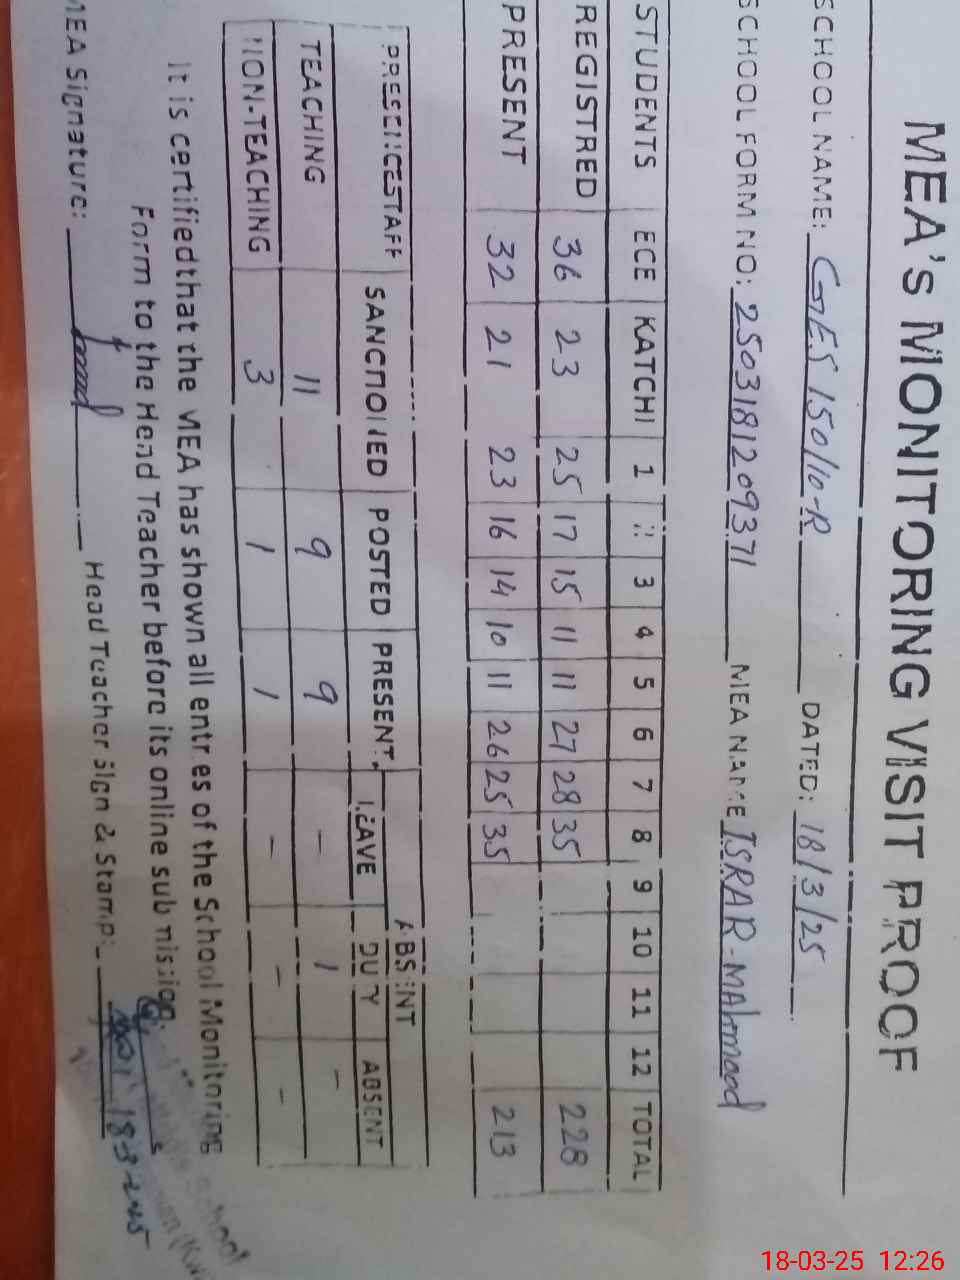 MEA's MONITORING VISIT PROOF
SCHOOL NAME: GES 150/10-R DATED: 18/3/25
SCHOOL FORM NO: 2503181209371 MEA NAME ISRAR-MAhmood
STUDENTS ECE KATCHI 1 3 4 5 6 7 8 9 10 11 12 TOTAL
REGISTRED 36 23 25 17 15 11 11 27 28 35 228
PRESENT 32 21 23 16 14 10 11 26 25 35 213
PRESENCE STAFF SANCTIONED POSTED PRESENT ABSENT
LEAVE DUTY ABSENT
TEACHING 11 9 9 - 1 -
NON-TEACHING 3 1 1 - - -
It is certified that the MEA has shown all entries of the School Monitoring
Form to the Head Teacher before its online submission.
MEA Signature: Head Teacher Sign & Stamp:
18-3-2025
18-03-25 12:26